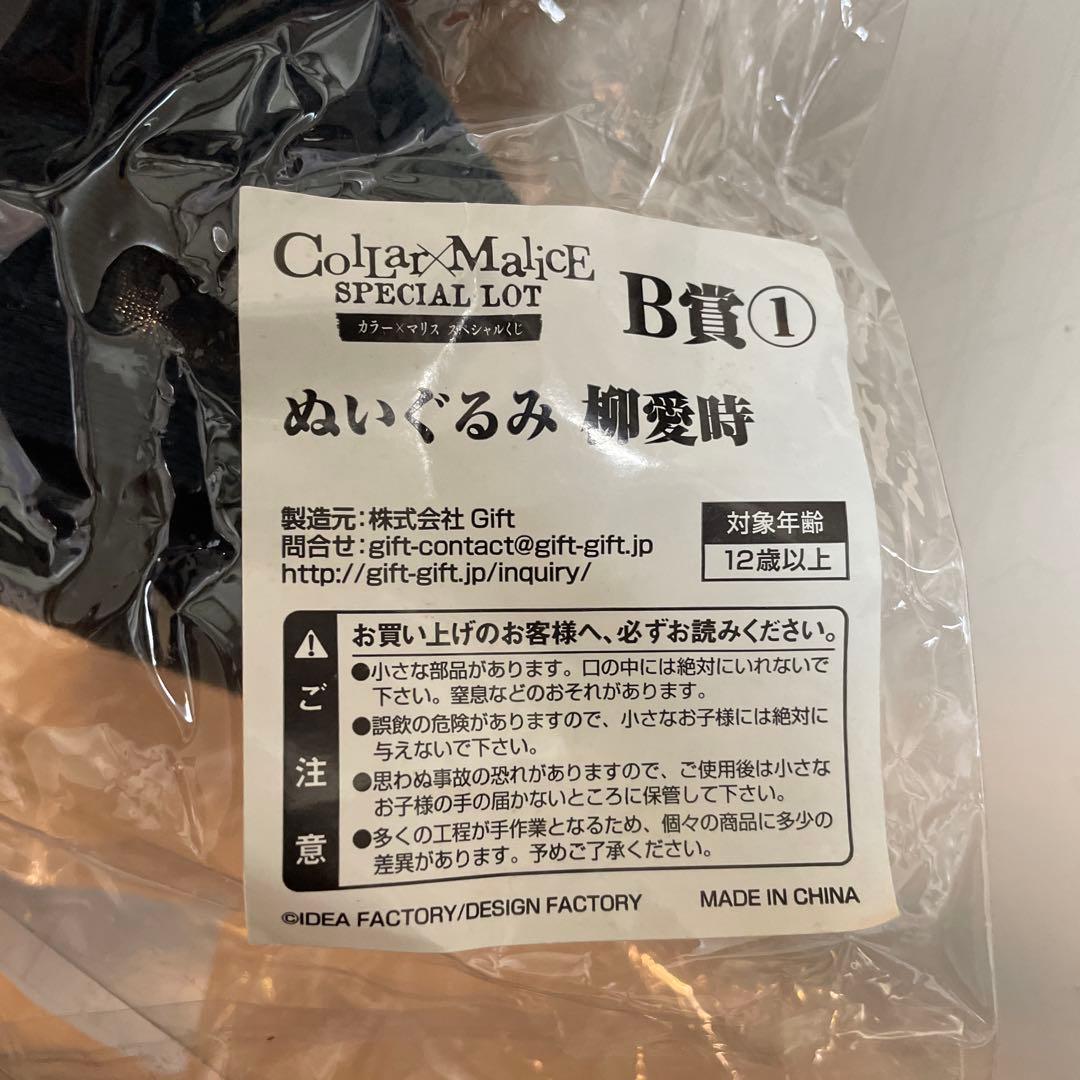 Collar×Malice
SPECIAL LOT
カラー×マリス スペシャルくじ
B賞①
ぬいぐるみ 柳愛時
製造元:株式会社 Gift
問合せ:gift-contact@gift-gift.jp
http://gift-gift.jp/inquiry/
対象年齢
12歳以上
ご注意
お買い上げのお客様へ、必ずお読みください。
●小さな部品があります。口の中には絶対にいれないで
下さい。窒息などのおそれがあります。
●誤飲の危険がありますので、小さなお子様には絶対に
与えないで下さい。
●思わぬ事故の恐れがありますので、ご使用後は小さな
お子様の手の届かないところに保管して下さい。
●多くの工程が手作業となるため、個々の商品に多少の
差異があります。予めご了承ください。
©IDEA FACTORY/DESIGN FACTORY
MADE IN CHINA